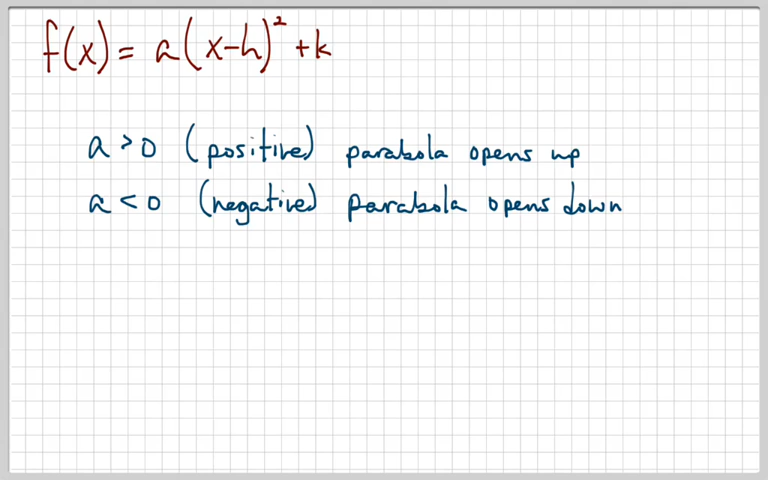 f(x) = a(x-h)² + k
a > 0 (positive) parabola opens up
a < 0 (negative) parabola opens down